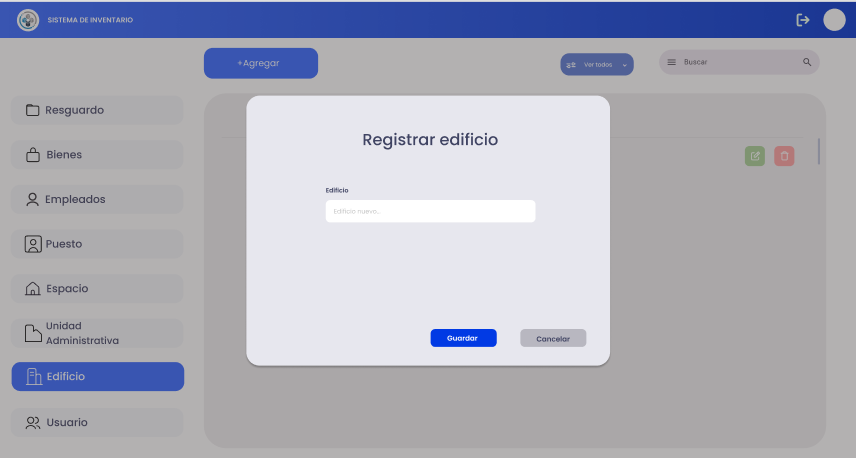 SISTEMA DE INVENTARIO
+Agregar
Ver todos
Buscar
Resguardo
Bienes
Empleados
Puesto
Espacio
Unidad
Administrativa
Edificio
Usuario
Registrar edificio
Edificio
Edificio nuevo...
Guardar
Cancelar